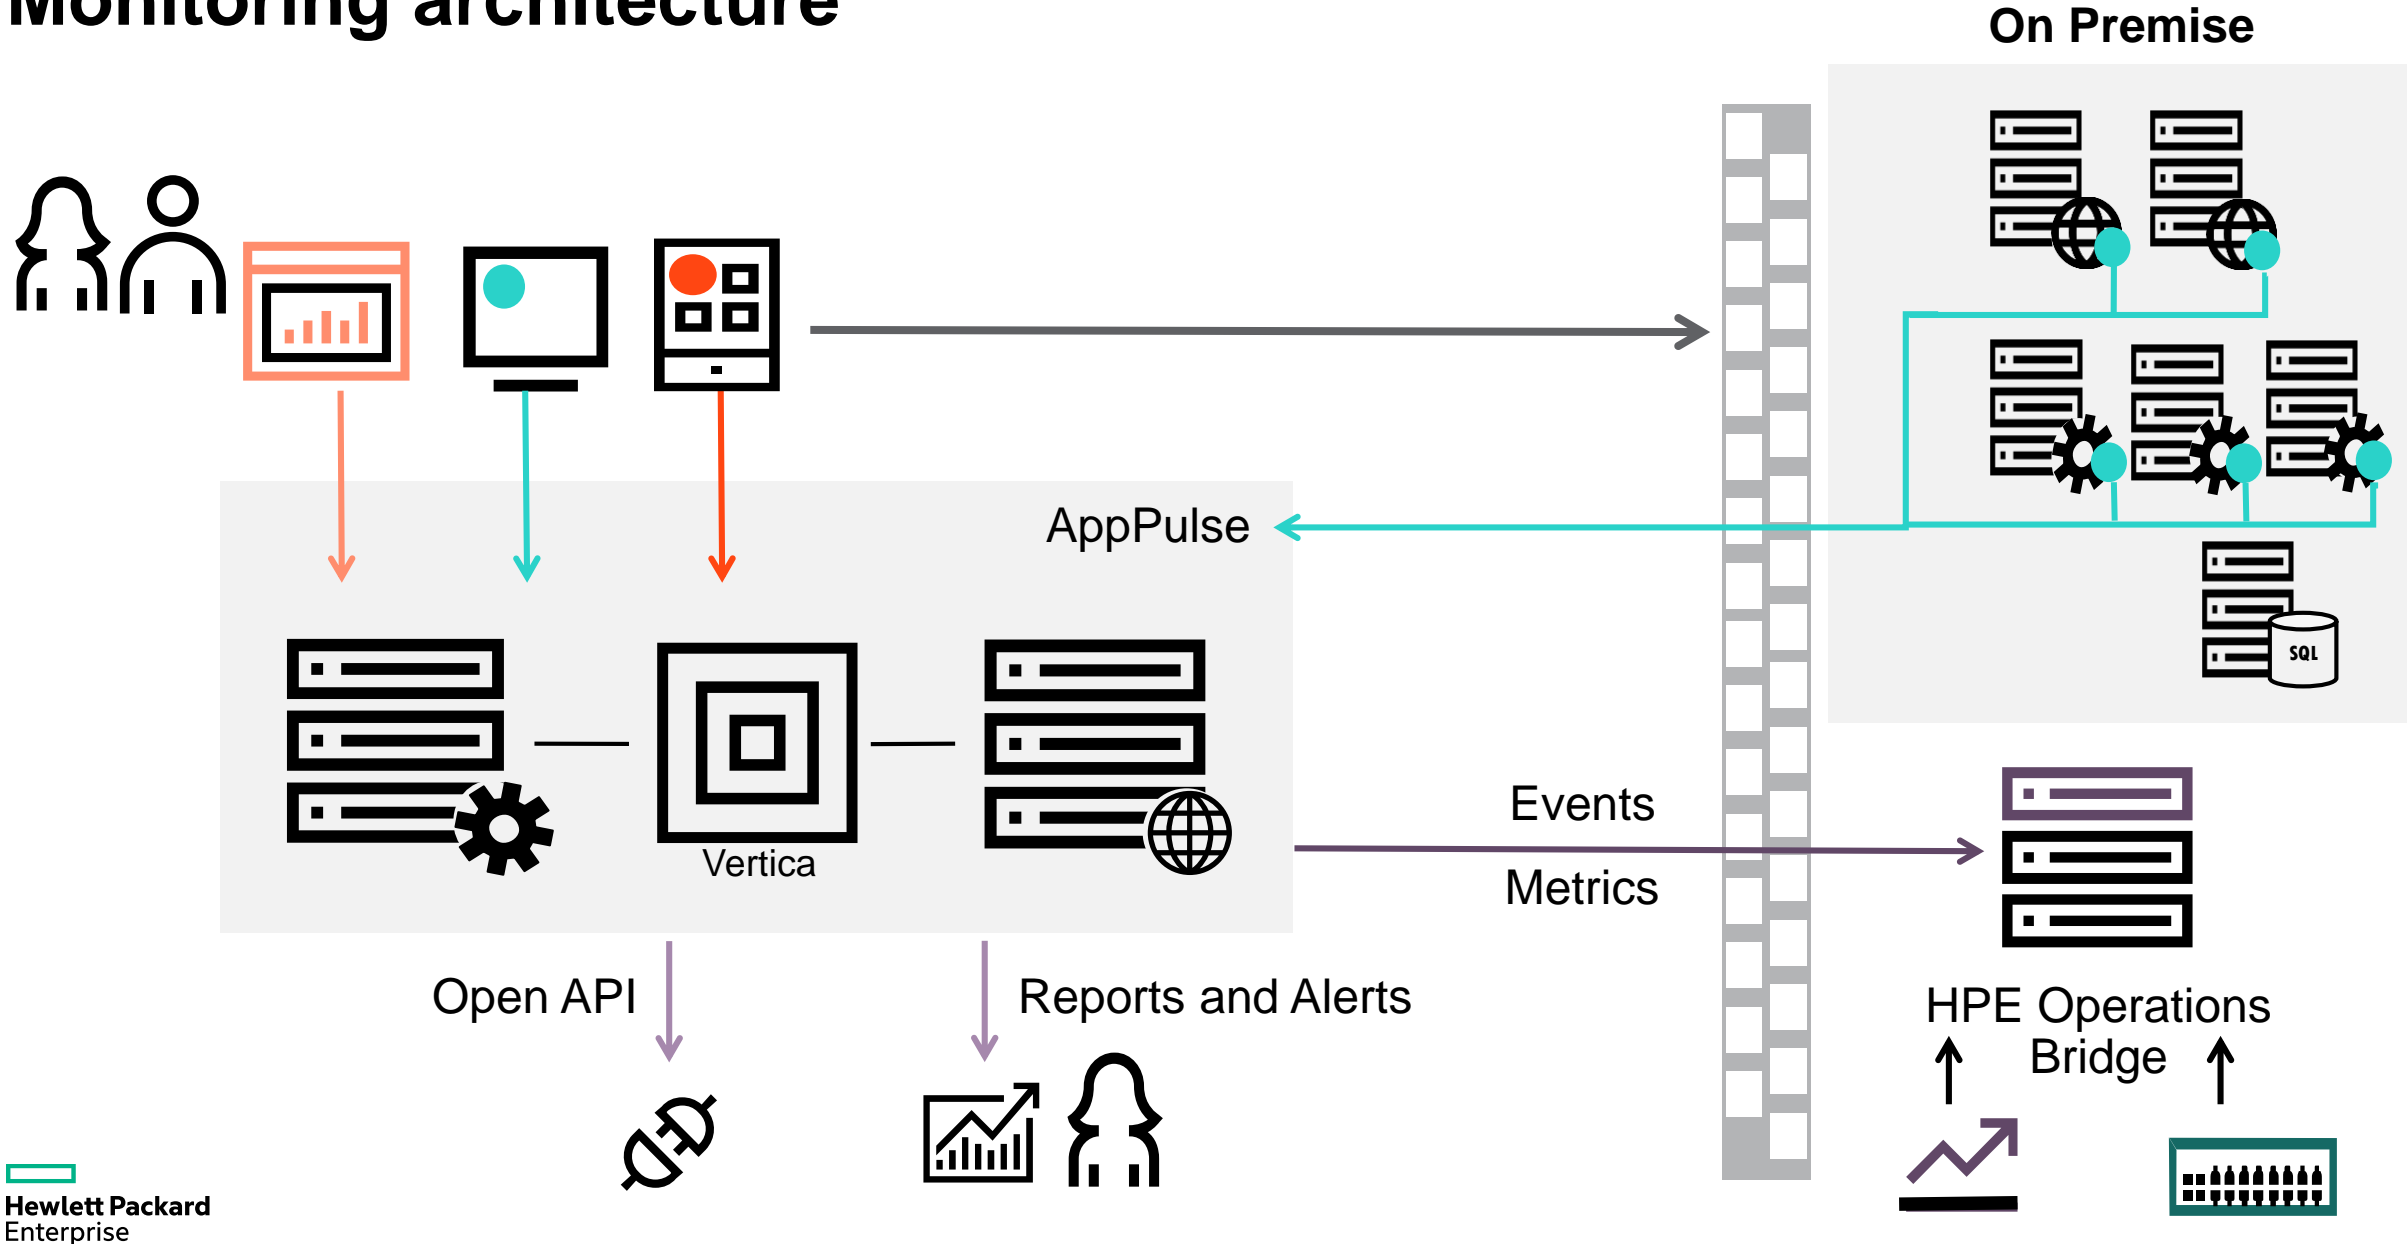 Monitoring architecture
On Premise
AppPulse
SQL
Vertica
Events
Metrics
Open API
Reports and Alerts
HPE Operations
Bridge
Hewlett Packard
Enterprise